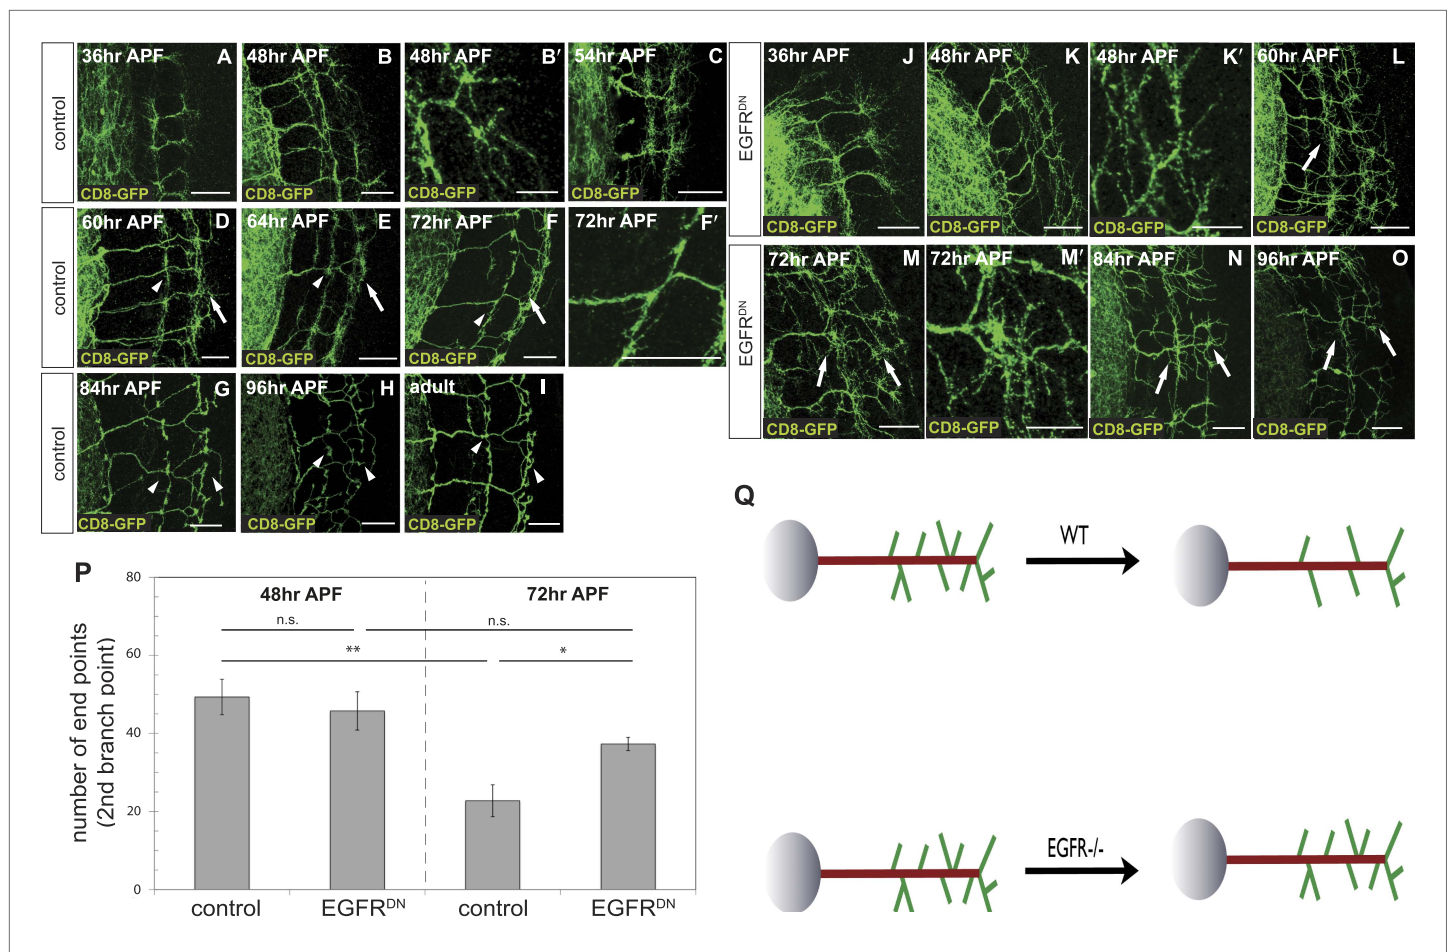 control
36hr APF A
CD8-GFP
48hr APF B
CD8-GFP
48hr APF B′
54hr APF C
CD8-GFP
control
60hr APF D
CD8-GFP
64hr APF E
CD8-GFP
72hr APF F
CD8-GFP
72hr APF F′
control
84hr APF G
CD8-GFP
96hr APF H
CD8-GFP
adult I
CD8-GFP
EGFRDN
36hr APF J
CD8-GFP
48hr APF K
CD8-GFP
48hr APF K′
CD8-GFP
60hr APF L
CD8-GFP
EGFRDN
72hr APF M
CD8-GFP
72hr APF M′
CD8-GFP
84hr APF N
CD8-GFP
96hr APF O
CD8-GFP
P
number of end points
(2nd branch point)
80
60
40
20
0
48hr APF
72hr APF
n.s.
n.s.
**
*
control
EGFRDN
control
EGFRDN
Q
WT
EGFR-/-